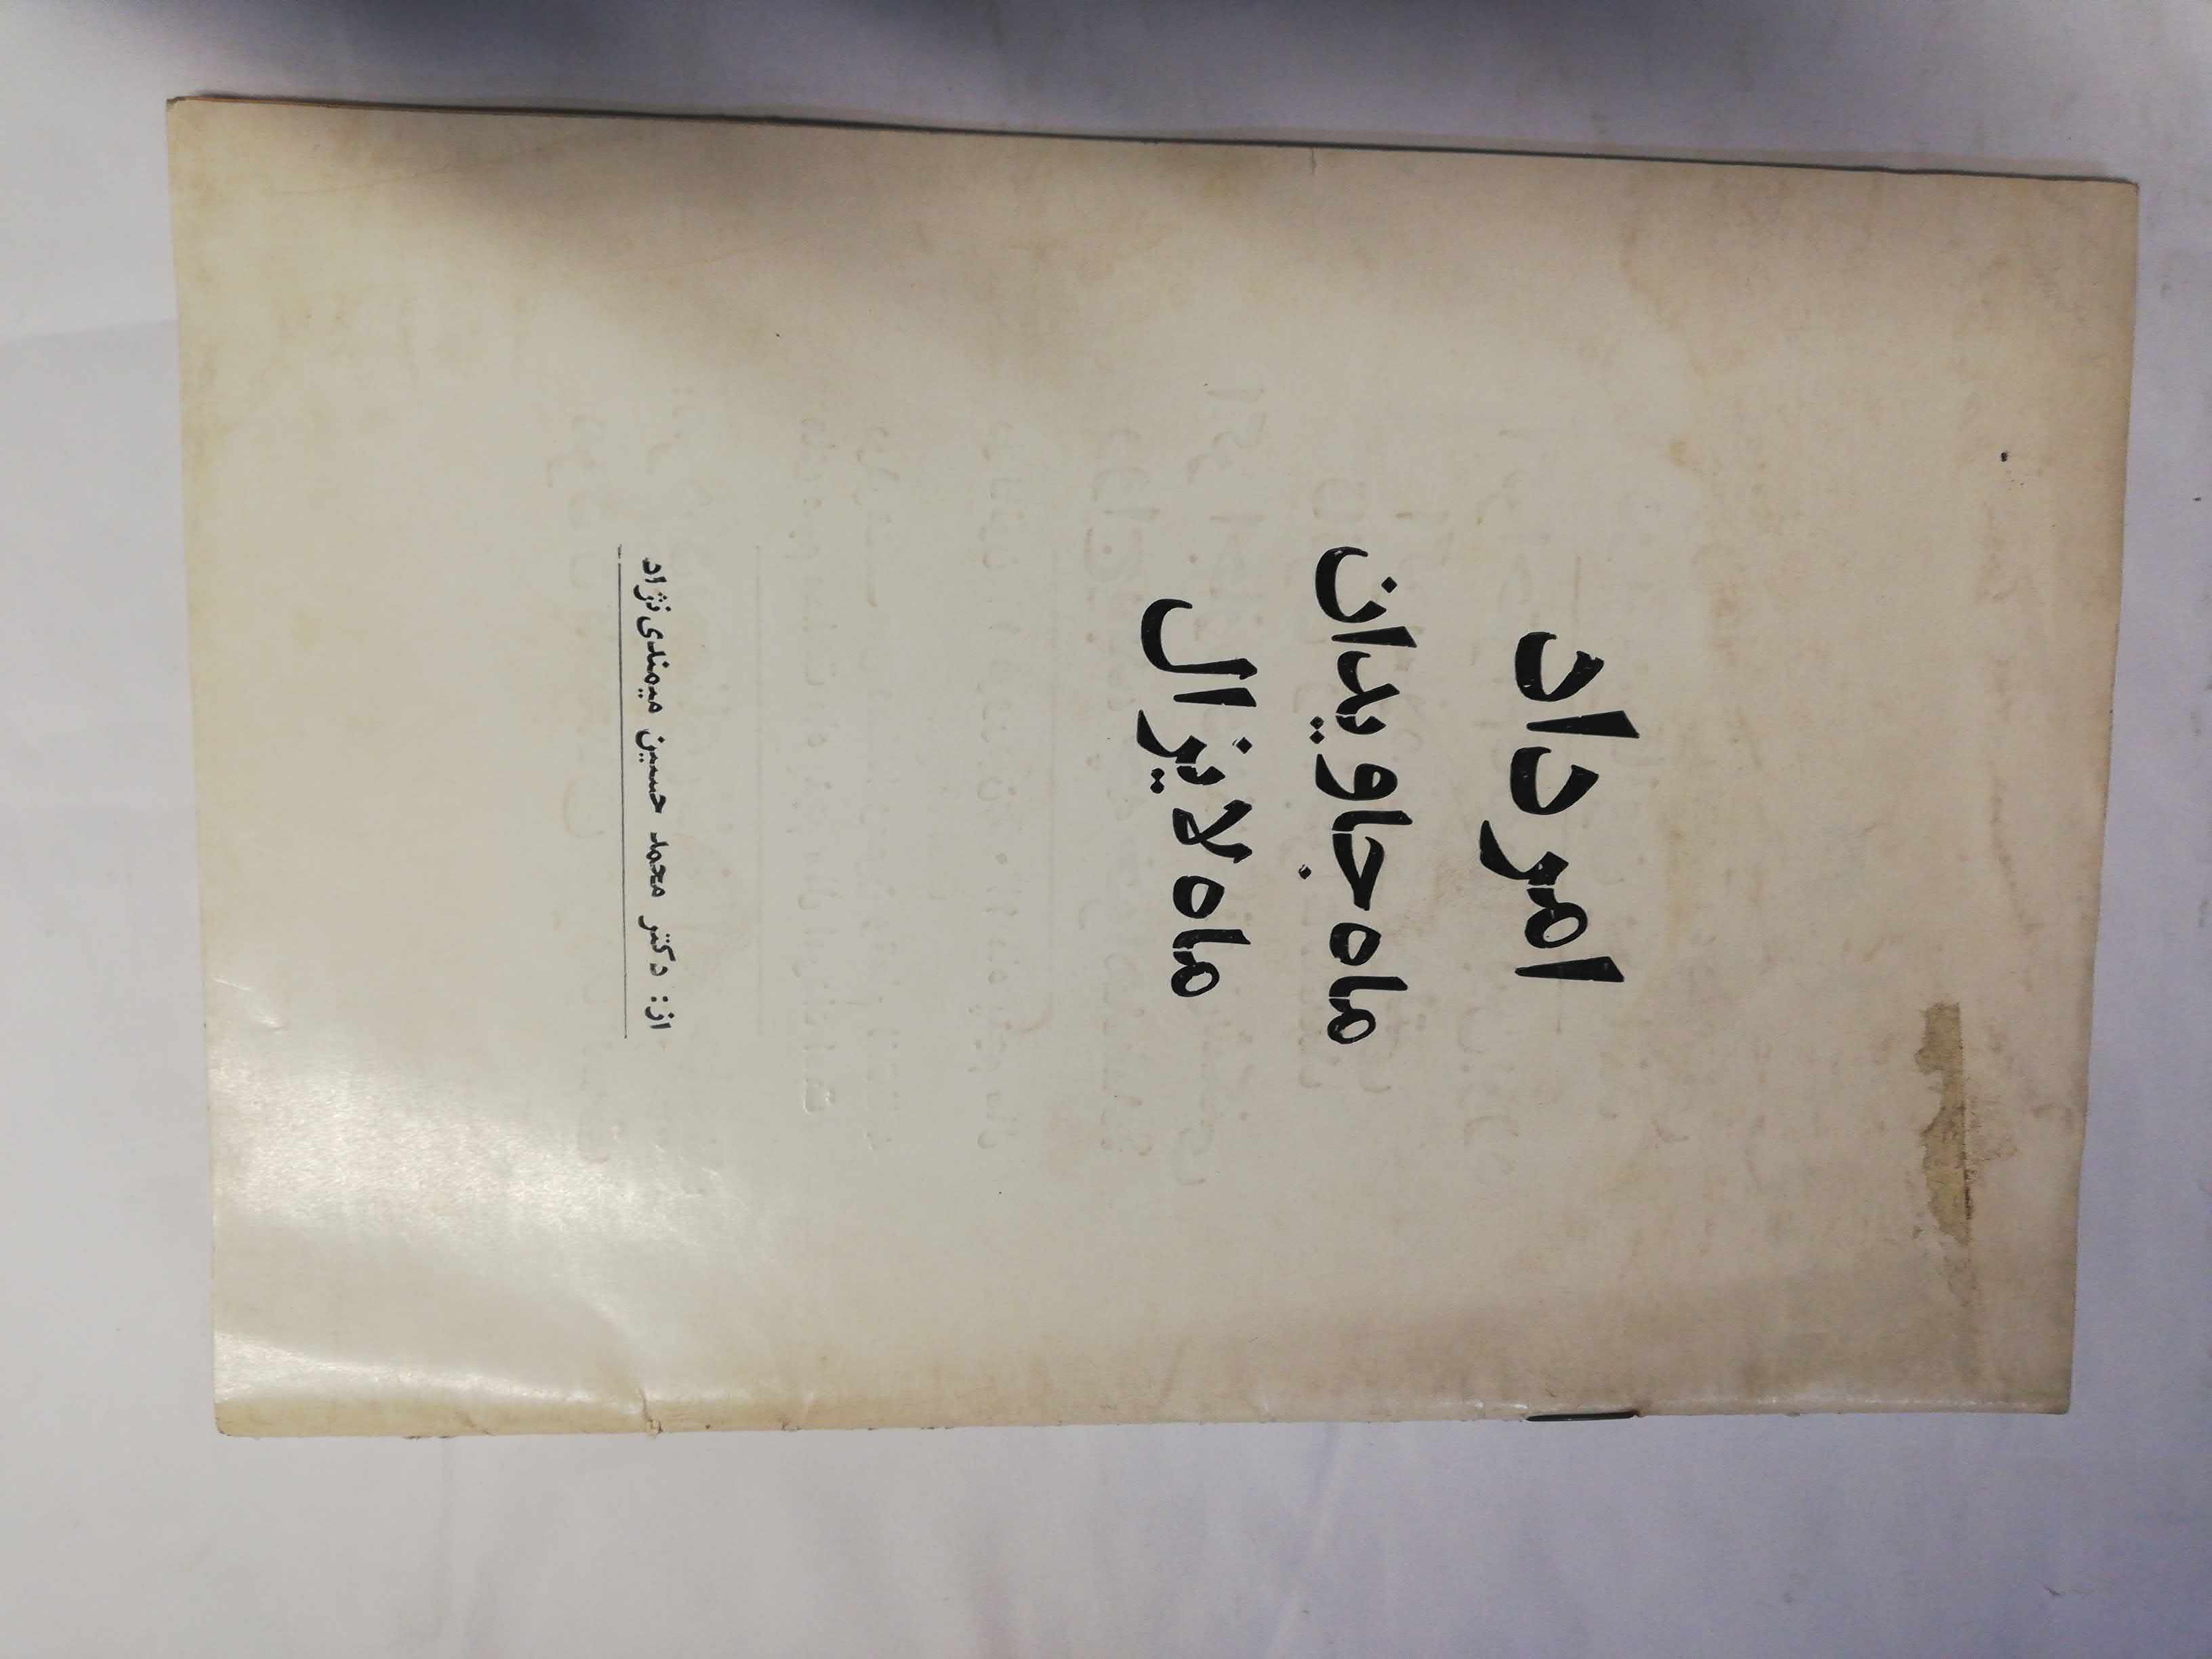 امرداد
ماه جاویدان
ماه لایزال
از: دکتر محمد حسین میمندی نژاد